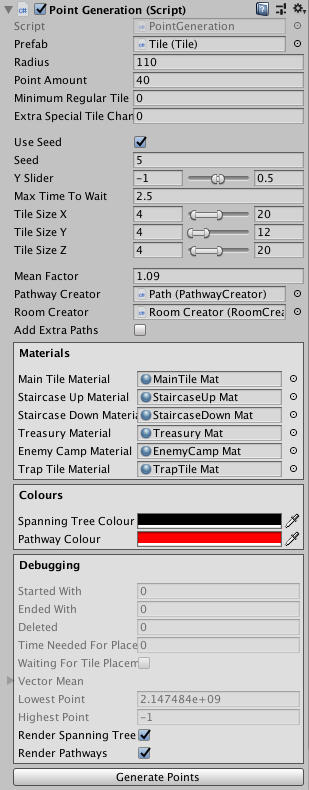 Point Generation (Script)
Script PointGeneration
Prefab Tile (Tile)
Radius 110
Point Amount 40
Minimum Regular Tile 0
Extra Special Tile Chan 0
Use Seed
Seed 5
Y Slider -1 0.5
Max Time To Wait 2.5
Tile Size X 4 20
Tile Size Y 4 12
Tile Size Z 4 20
Mean Factor 1.09
Pathway Creator Path (PathwayCreator)
Room Creator Room Creator (RoomCrea
Add Extra Paths
Materials
Main Tile Material MainTile Mat
Staircase Up Material StaircaseUp Mat
Staircase Down Materia StaircaseDown Mat
Treasury Material Treasury Mat
Enemy Camp Material EnemyCamp Mat
Trap Tile Material TrapTile Mat
Colours
Spanning Tree Colour
Pathway Colour
Debugging
Started With 0
Ended With 0
Deleted 0
Time Needed For Place 0
Waiting For Tile Placem
Vector Mean
Lowest Point 2.147484e+09
Highest Point -1
Render Spanning Tree
Render Pathways
Generate Points